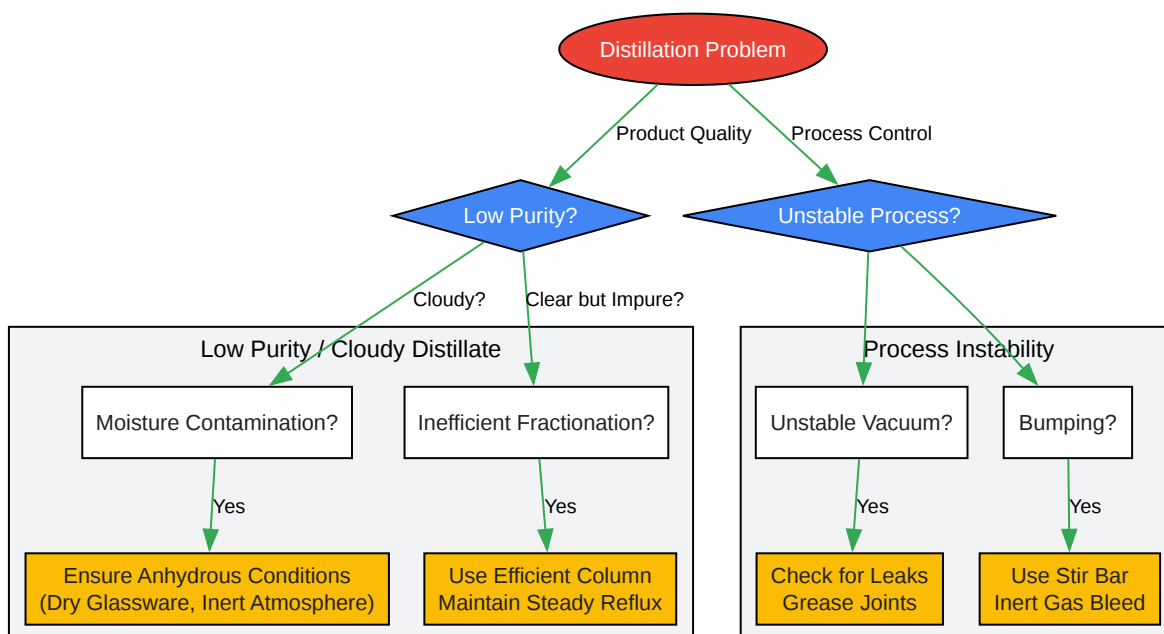 Distillation Problem
Product Quality
Process Control
Low Purity?
Unstable Process?
Cloudy?
Clear but Impure?
Low Purity / Cloudy Distillate
Process Instability
Moisture Contamination?
Inefficient Fractionation?
Unstable Vacuum?
Bumping?
Yes
Yes
Yes
Yes
Ensure Anhydrous Conditions
(Dry Glassware, Inert Atmosphere)
Use Efficient Column
Maintain Steady Reflux
Check for Leaks
Grease Joints
Use Stir Bar
Inert Gas Bleed